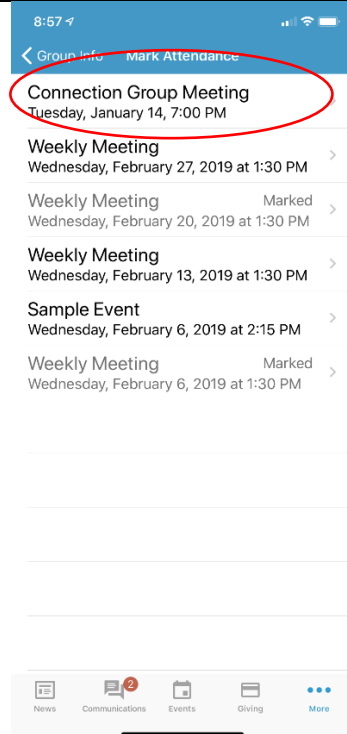 8:57
Group Info Mark Attendance
Connection Group Meeting
Tuesday, January 14, 7:00 PM
Weekly Meeting
Wednesday, February 27, 2019 at 1:30 PM
Weekly Meeting Marked
Wednesday, February 20, 2019 at 1:30 PM
Weekly Meeting
Wednesday, February 13, 2019 at 1:30 PM
Sample Event
Wednesday, February 6, 2019 at 2:15 PM
Weekly Meeting Marked
Wednesday, February 6, 2019 at 1:30 PM
2
News Communications Events Giving More